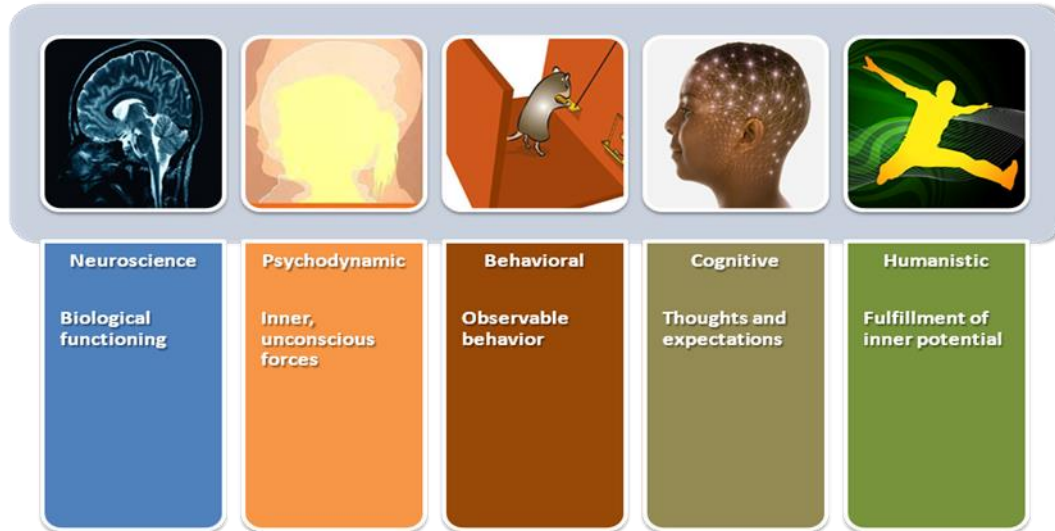 Neuroscience
Biological
functioning
Psychodynamic
Inner,
unconscious
forces
Behavioral
Observable
behavior
Cognitive
Thoughts and
expectations
Humanistic
Fulfillment of
inner potential